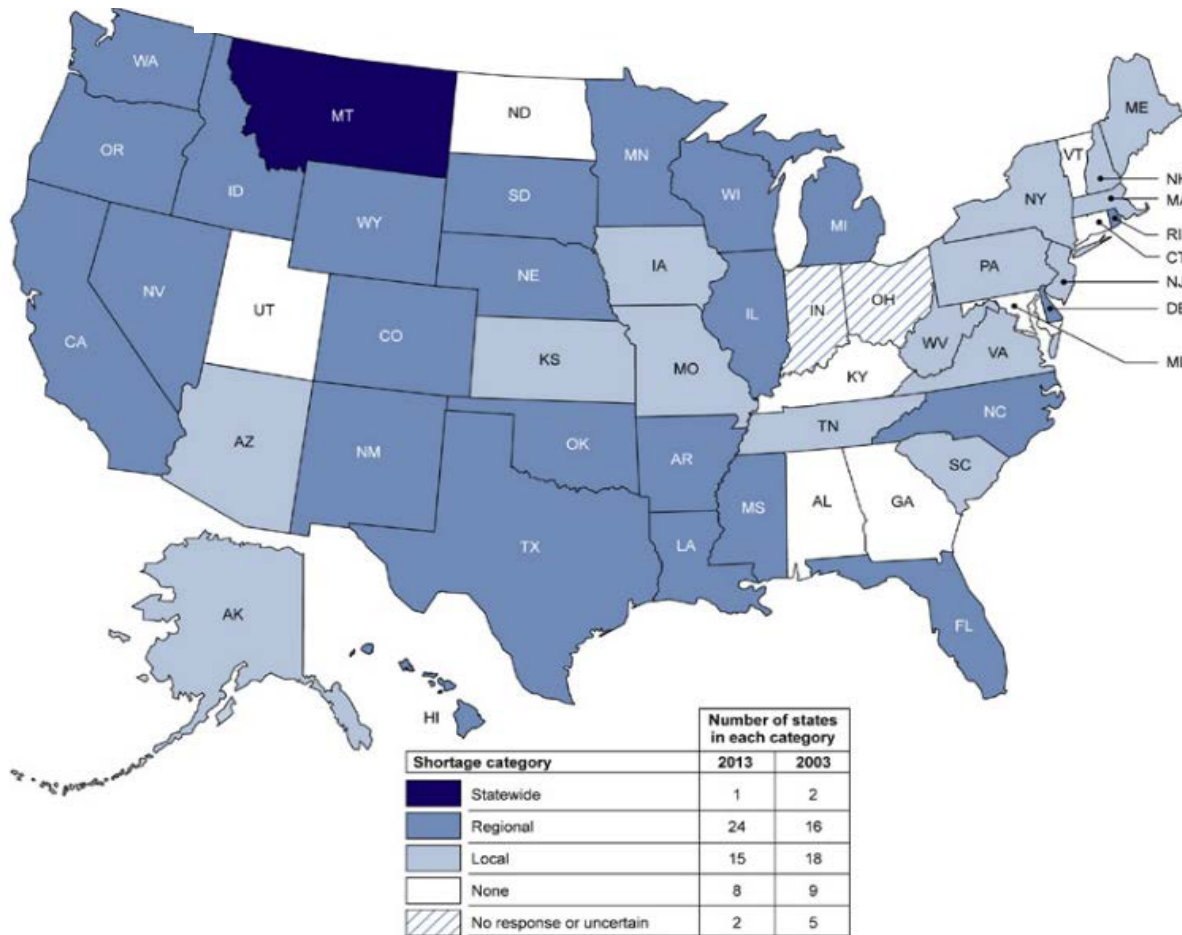 WA
MT
ND
ME
OR
MN
VT
ID
SD
WI
NY
NH
MA
WY
MI
RI
CT
IA
PA
NE
NJ
NV
OH
IN
UT
IL
DE
CA
CO
WV
KS
MO
VA
KY
NC
TN
AZ
OK
NM
AR
SC
MS
AL
GA
TX
LA
AK
FL
HI
Number of states
in each category
Shortage category 2013 2003
Statewide 1 2
Regional 24 16
Local 15 18
None 8 9
No response or uncertain 2 5